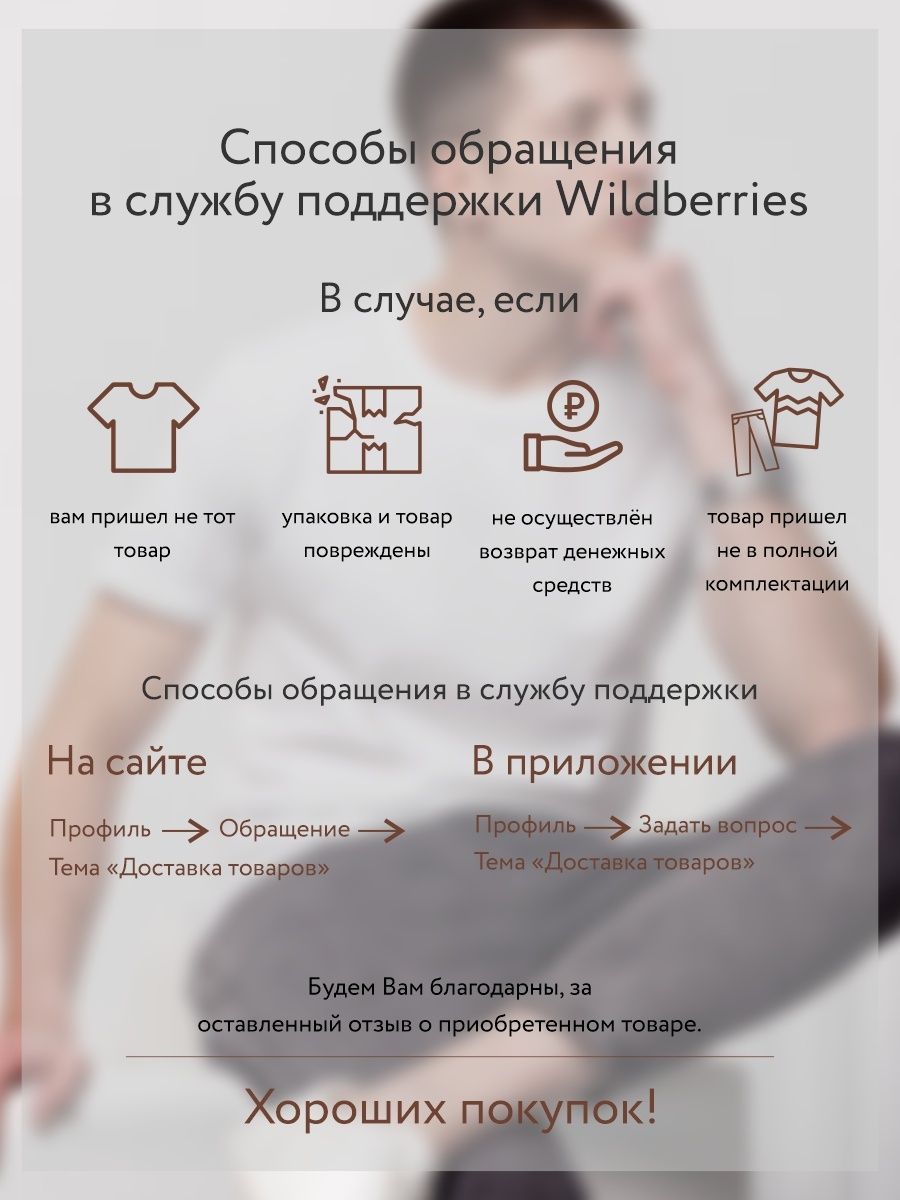 Способы обращения
в службу поддержки Wildberries
В случае, если
вам пришел не тот
товар
упаковка и товар
повреждены
не осуществлён
возврат денежных
средств
товар пришел
не в полной
комплектации
Способы обращения в службу поддержки
На сайте
Профиль → Обращение →
Тема «Доставка товаров»
В приложении
Профиль → Задать вопрос →
Тема «Доставка товаров»
Будем Вам благодарны, за
оставленный отзыв о приобретенном товаре.
Хороших покупок!